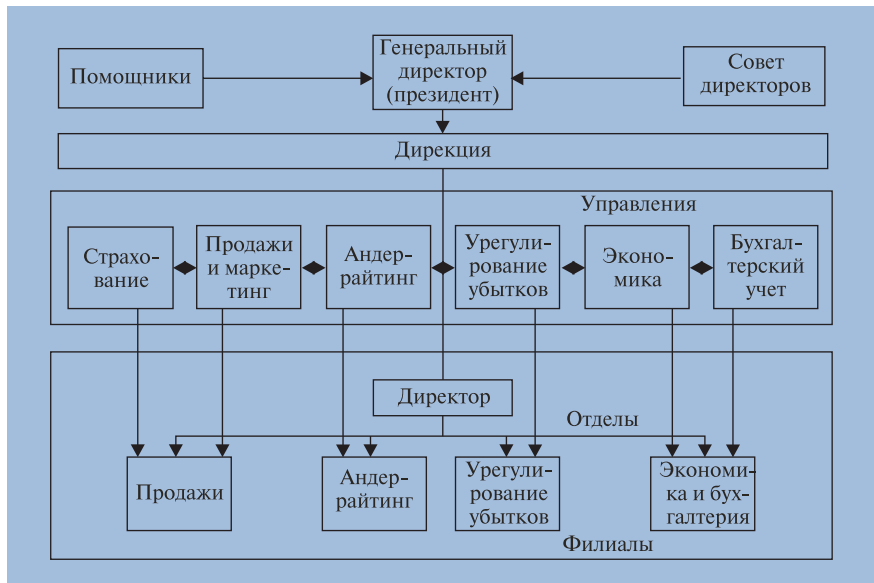 Помощники
Генеральный
директор
(президент)
Совет
директоров
Дирекция
Управления
Страхо-
вание
Продажи
и марке-
тинг
Андер-
райтинг
Урегули-
рование
убытков
Эконо-
мика
Бухгал-
терский
учет
Директор
Отделы
Продажи
Андер-
райтинг
Урегули-
рование
убытков
Экономи-
ка и бух-
галтерия
Филиалы